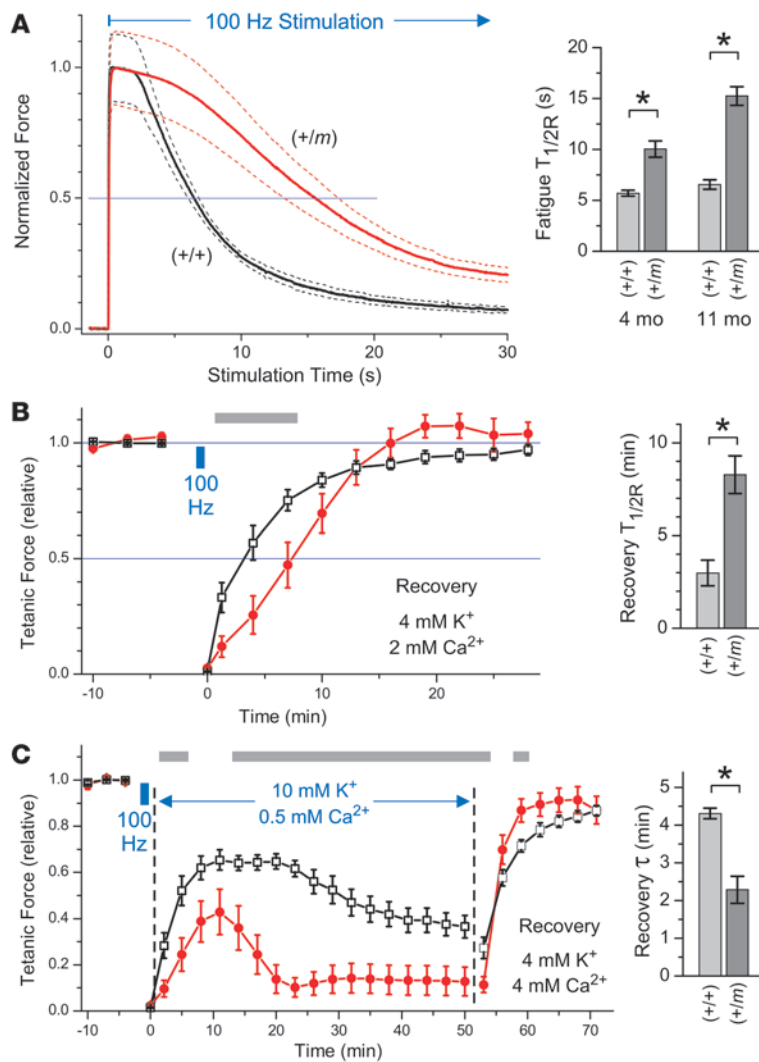 A
100 Hz Stimulation
Normalized Force
1.0
0.5
0.0
(+/m)
(+/+)
0
10
20
30
Stimulation Time (s)
Fatigue T1/2R (s)
20
15
10
5
0
*
*
(+/+)
(+/m)
(+/+)
(+/m)
4 mo
11 mo
B
Tetanic Force (relative)
1.0
0.5
0.0
100
Hz
Recovery
4 mM K+
2 mM Ca2+
-10
0
10
20
Time (min)
Recovery T1/2R (min)
10
5
0
*
(+/+)
(+/m)
C
Tetanic Force (relative)
1.0
0.8
0.6
0.4
0.2
0.0
100
Hz
10 mM K+
0.5 mM Ca2+
Recovery
4 mM K+
4 mM Ca2+
-10
0
10
20
30
40
50
60
70
Time (min)
Recovery τ (min)
5
4
3
2
1
0
*
(+/+)
(+/m)